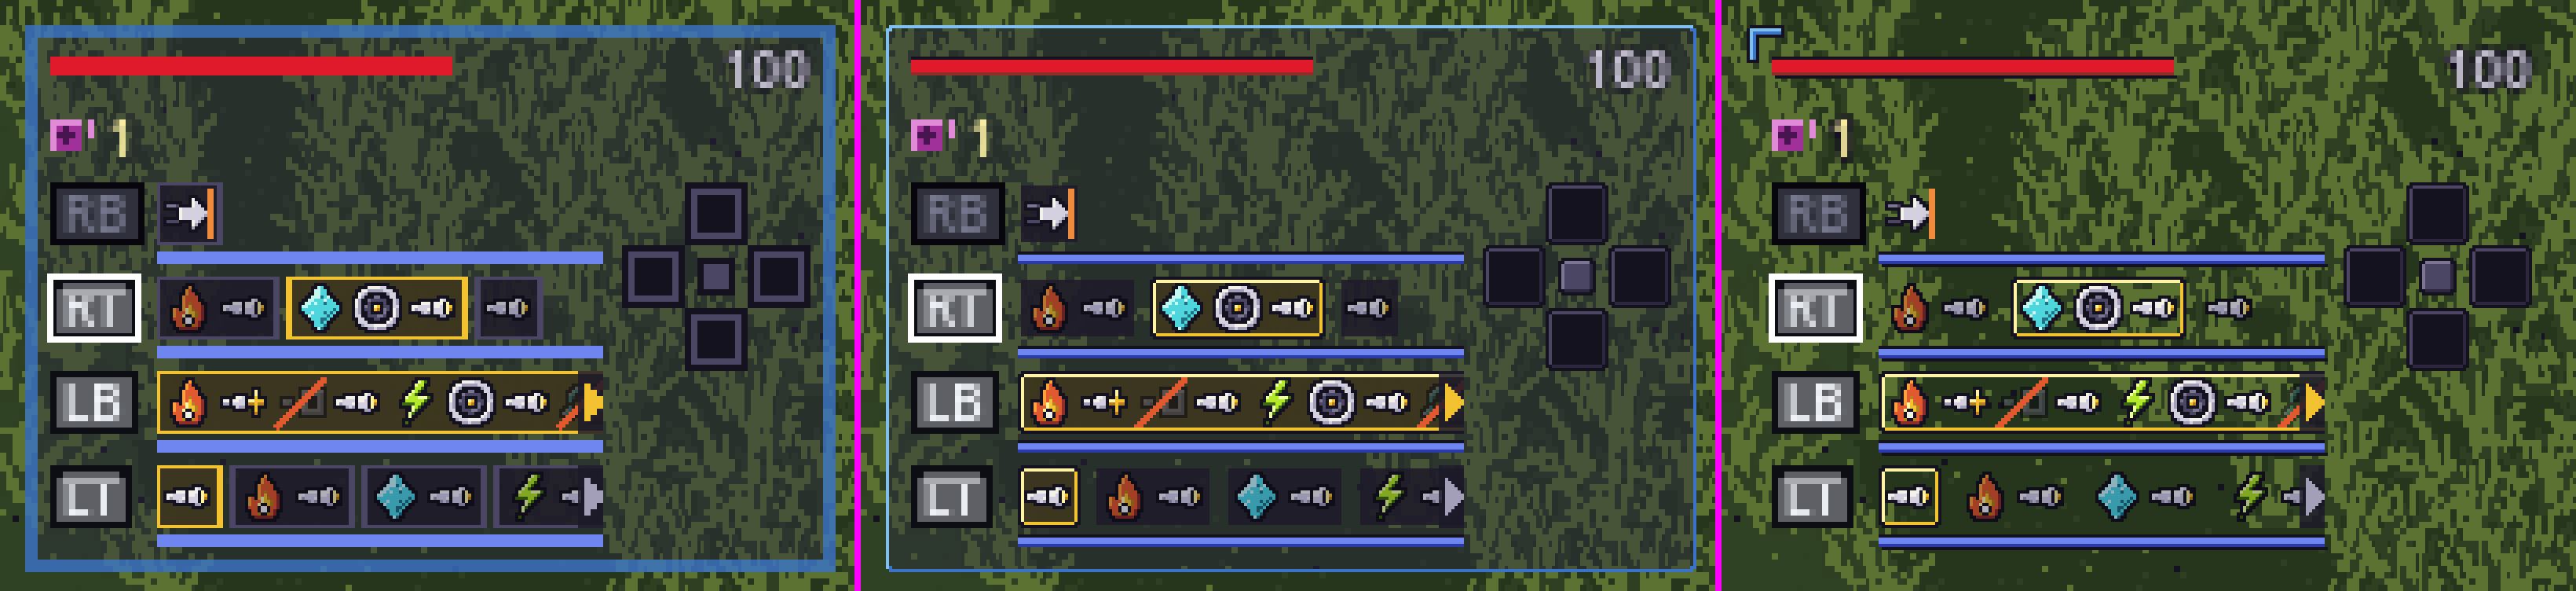 100 100 100
1 1 1
RB RB RB
RT RT RT
LB LB LB
LT LT LT